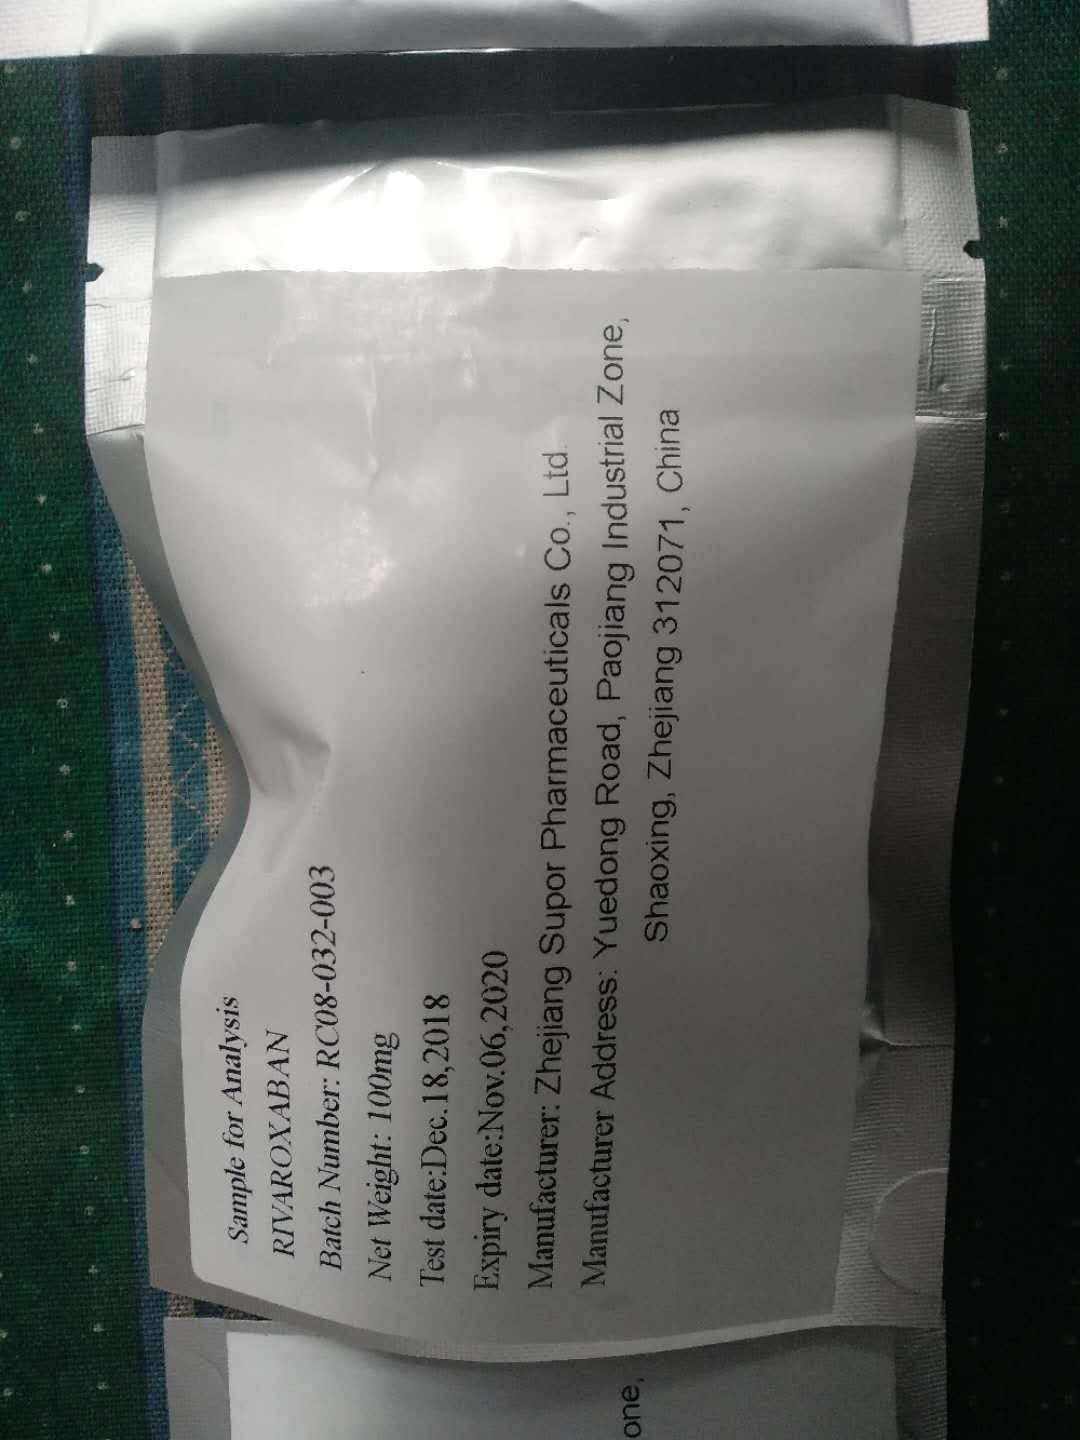 Sample for Analysis
RIVAROXABAN
Batch Number: RC08-032-003
Net Weight: 100mg
Test date:Dec.18,2018
Expiry date:Nov.06,2020
Manufacturer: Zhejiang Supor Pharmaceuticals Co., Ltd.
Manufacturer Address: Yuedong Road, Paojiang Industrial Zone,
Shaoxing, Zhejiang 312071, China
one,